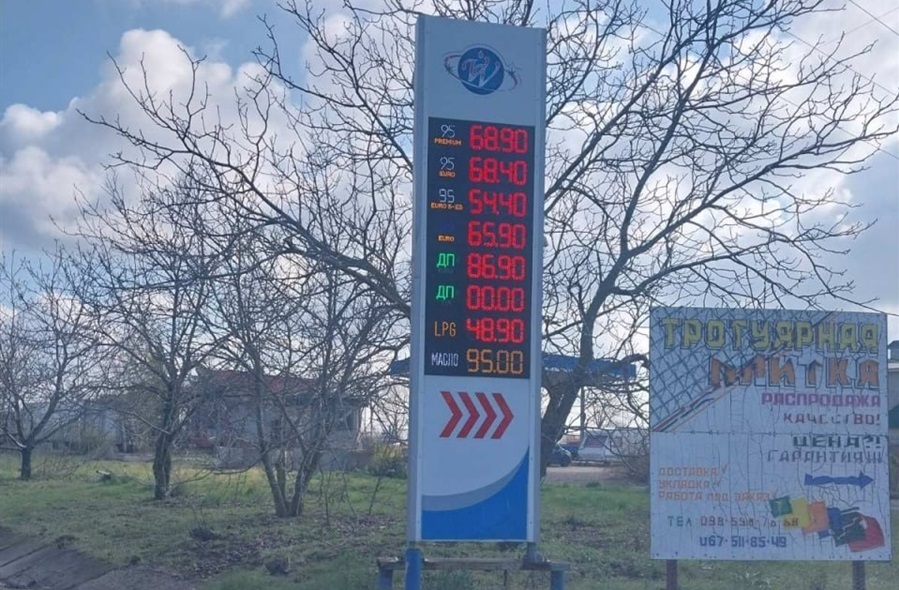 W
95 68.90
PREMIUM
95 68.40
EURO
95 54.40
EURO 5-E10
EURO 65.90
ДП 86.90
ДП 00.00
LPG 48.90
МАСЛО 95.00
ТРОТУАРНАЯ
ПЛИТКА
РАСПРОДАЖА
КАЧЕСТВО!
ЦЕНА?!
ГАРАНТИЯ!!!
ДОСТАВКА
УКЛАДКА
РАБОТА ПОД ЗАКАЗ
ТЕЛ
067-511-85-49